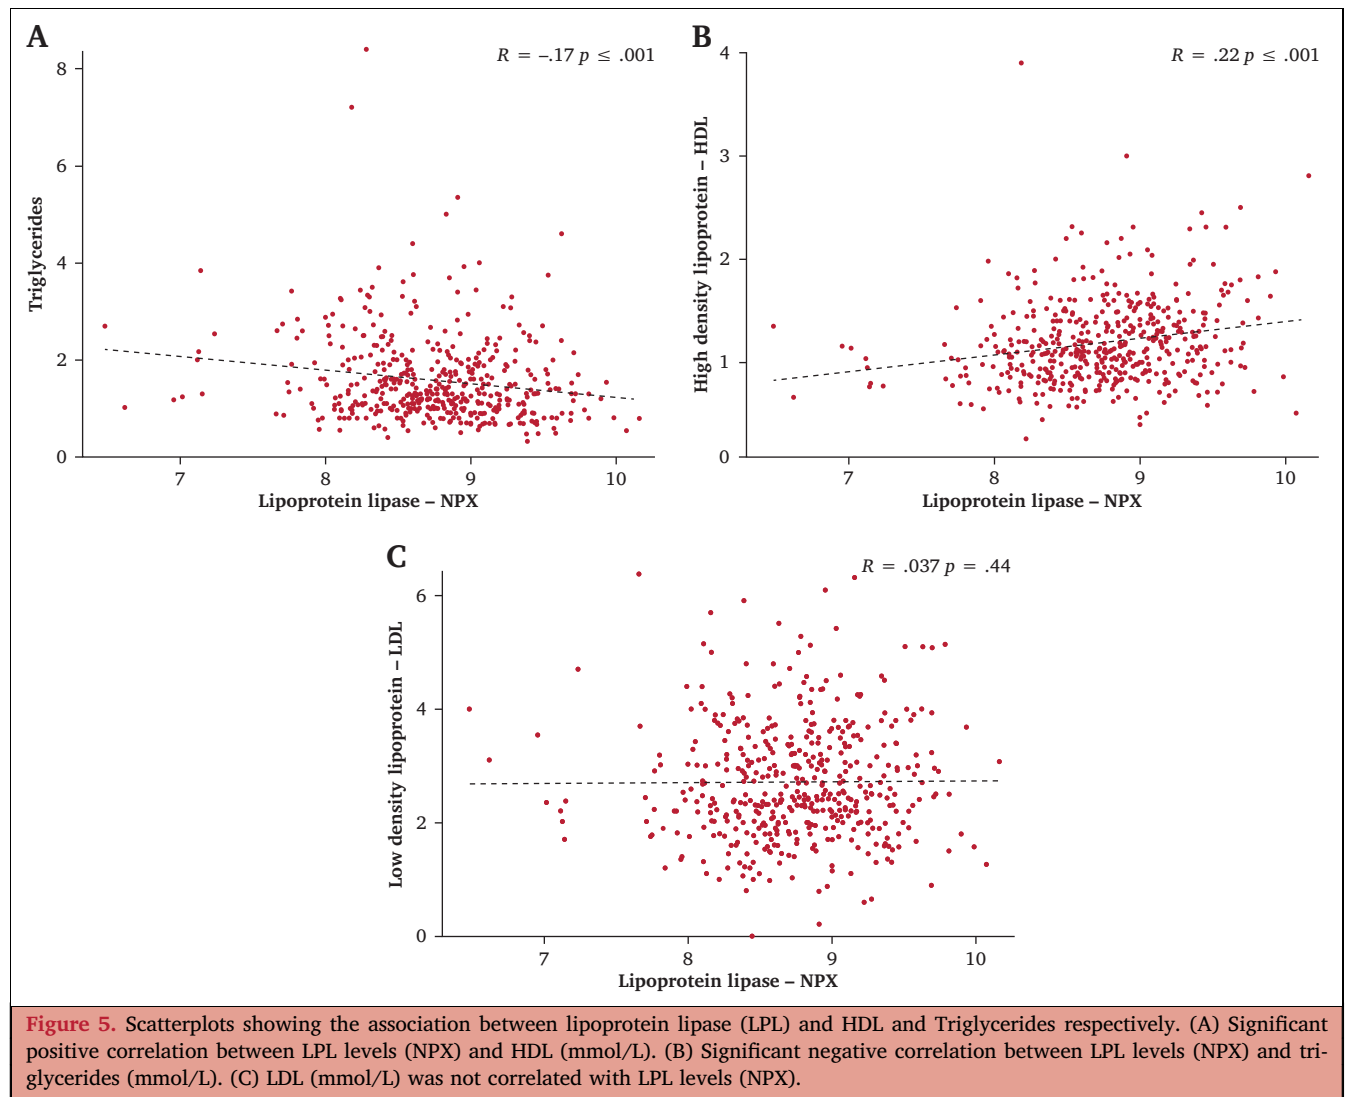 A
R = –.17 p ≤ .001
8
6
4
2
0
Triglycerides
7 8 9 10
Lipoprotein lipase – NPX
B
R = .22 p ≤ .001
4
3
2
1
0
High density lipoprotein – HDL
7 8 9 10
Lipoprotein lipase – NPX
C
R = .037 p = .44
6
4
2
0
Low density lipoprotein – LDL
7 8 9 10
Lipoprotein lipase – NPX
Figure 5. Scatterplots showing the association between lipoprotein lipase (LPL) and HDL and Triglycerides respectively. (A) Significant
positive correlation between LPL levels (NPX) and HDL (mmol/L). (B) Significant negative correlation between LPL levels (NPX) and tri-
glycerides (mmol/L). (C) LDL (mmol/L) was not correlated with LPL levels (NPX).